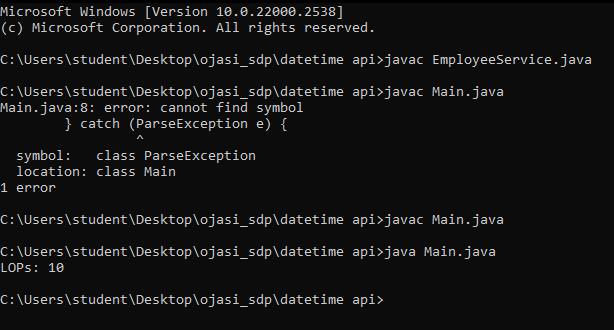 Microsoft Windows [Version 10.0.22000.2538]
(c) Microsoft Corporation. All rights reserved.
C:\Users\student\Desktop\ojasi_sdp\datetime api>javac EmployeeService.java
C:\Users\student\Desktop\ojasi_sdp\datetime api>javac Main.java
Main.java:8: error: cannot find symbol
        } catch (ParseException e) {
                 ^
  symbol:   class ParseException
  location: class Main
1 error
C:\Users\student\Desktop\ojasi_sdp\datetime api>javac Main.java
C:\Users\student\Desktop\ojasi_sdp\datetime api>java Main.java
LOPs: 10
C:\Users\student\Desktop\ojasi_sdp\datetime api>